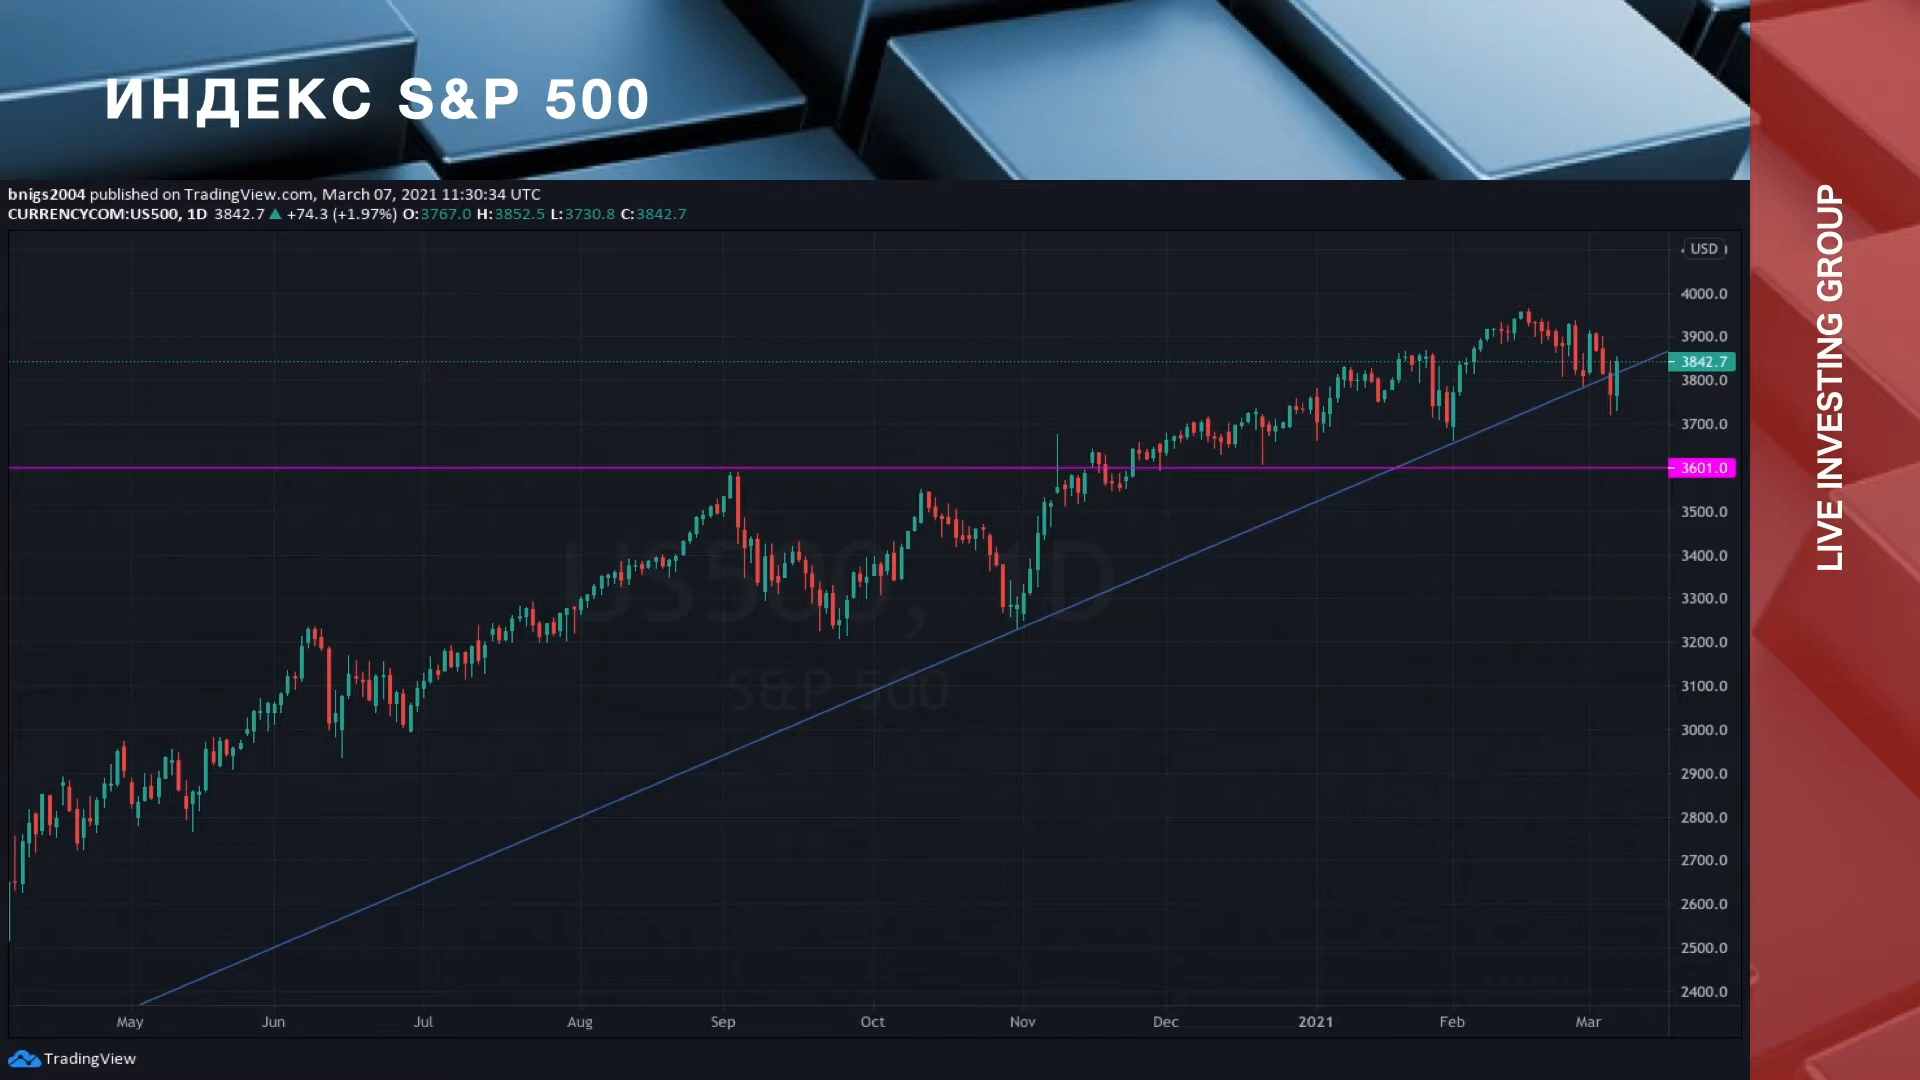 ИНДЕКС S&P 500
bnigs2004 published on TradingView.com, March 07, 2021 11:30:34 UTC
CURRENCYCOM:US500, 1D 3842.7 ▲ +74.3 (+1.97%) O:3767.0 H:3852.5 L:3730.8 C:3842.7
USD
4000.0
3900.0
3842.7
3800.0
3700.0
3601.0
3500.0
3400.0
3300.0
3200.0
3100.0
3000.0
2900.0
2800.0
2700.0
2600.0
2500.0
2400.0
US500, 1D
S&P 500
May Jun Jul Aug Sep Oct Nov Dec 2021 Feb Mar
TradingView
LIVE INVESTING GROUP